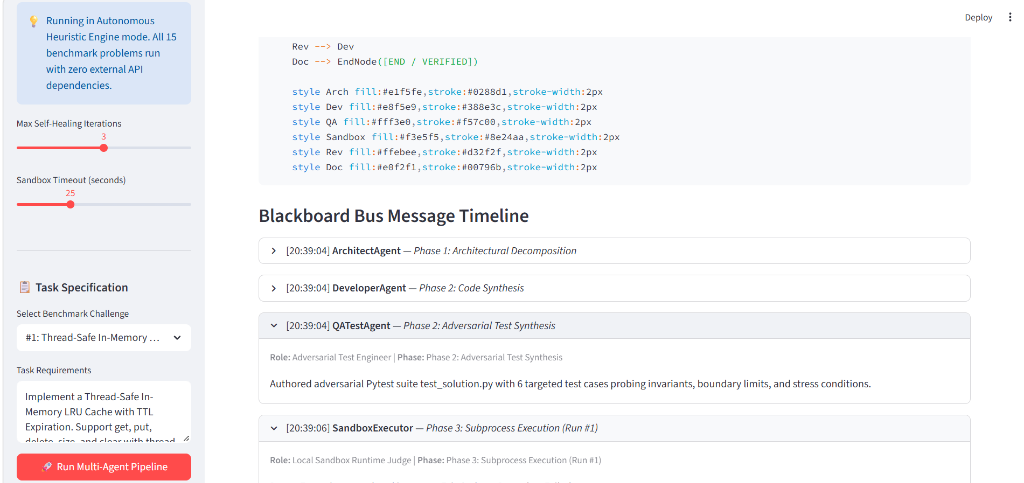 Running in Autonomous
Heuristic Engine mode. All 15
benchmark problems run
with zero external API
dependencies.
Max Self-Healing Iterations
3
Sandbox Timeout (seconds)
25
📋 Task Specification
Select Benchmark Challenge
#1: Thread-Safe In-Memory ...
Task Requirements
Implement a Thread-Safe In-
Memory LRU Cache with TTL
Expiration. Support get, put,
delete, size, and clear with thread
🚀 Run Multi-Agent Pipeline
Deploy
Rev --> Dev
Doc --> EndNode([END / VERIFIED])
style Arch fill:#e1f5fe,stroke:#0288d1,stroke-width:2px
style Dev fill:#e8f5e9,stroke:#388e3c,stroke-width:2px
style QA fill:#fff3e0,stroke:#f57c00,stroke-width:2px
style Sandbox fill:#f3e5f5,stroke:#8e24aa,stroke-width:2px
style Rev fill:#ffebee,stroke:#d32f2f,stroke-width:2px
style Doc fill:#e0f2f1,stroke:#00796b,stroke-width:2px
Blackboard Bus Message Timeline
[20:39:04] ArchitectAgent — Phase 1: Architectural Decomposition
[20:39:04] DeveloperAgent — Phase 2: Code Synthesis
[20:39:04] QATestAgent — Phase 2: Adversarial Test Synthesis
Role: Adversarial Test Engineer | Phase: Phase 2: Adversarial Test Synthesis
Authored adversarial Pytest suite test_solution.py with 6 targeted test cases probing invariants, boundary limits, and stress conditions.
[20:39:06] SandboxExecutor — Phase 3: Subprocess Execution (Run #1)
Role: Local Sandbox Runtime Judge | Phase: Phase 3: Subprocess Execution (Run #1)